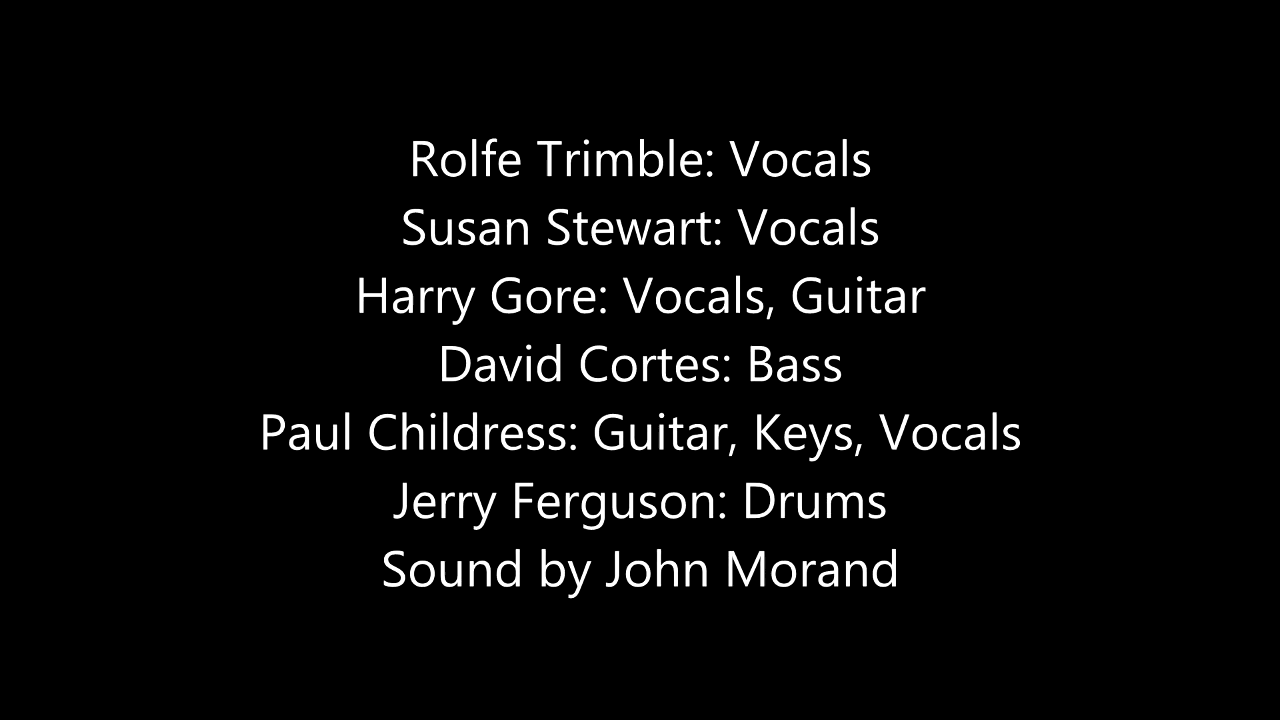 Rolfe Trimble: Vocals
Susan Stewart: Vocals
Harry Gore: Vocals, Guitar
David Cortes: Bass
Paul Childress: Guitar, Keys, Vocals
Jerry Ferguson: Drums
Sound by John Morand